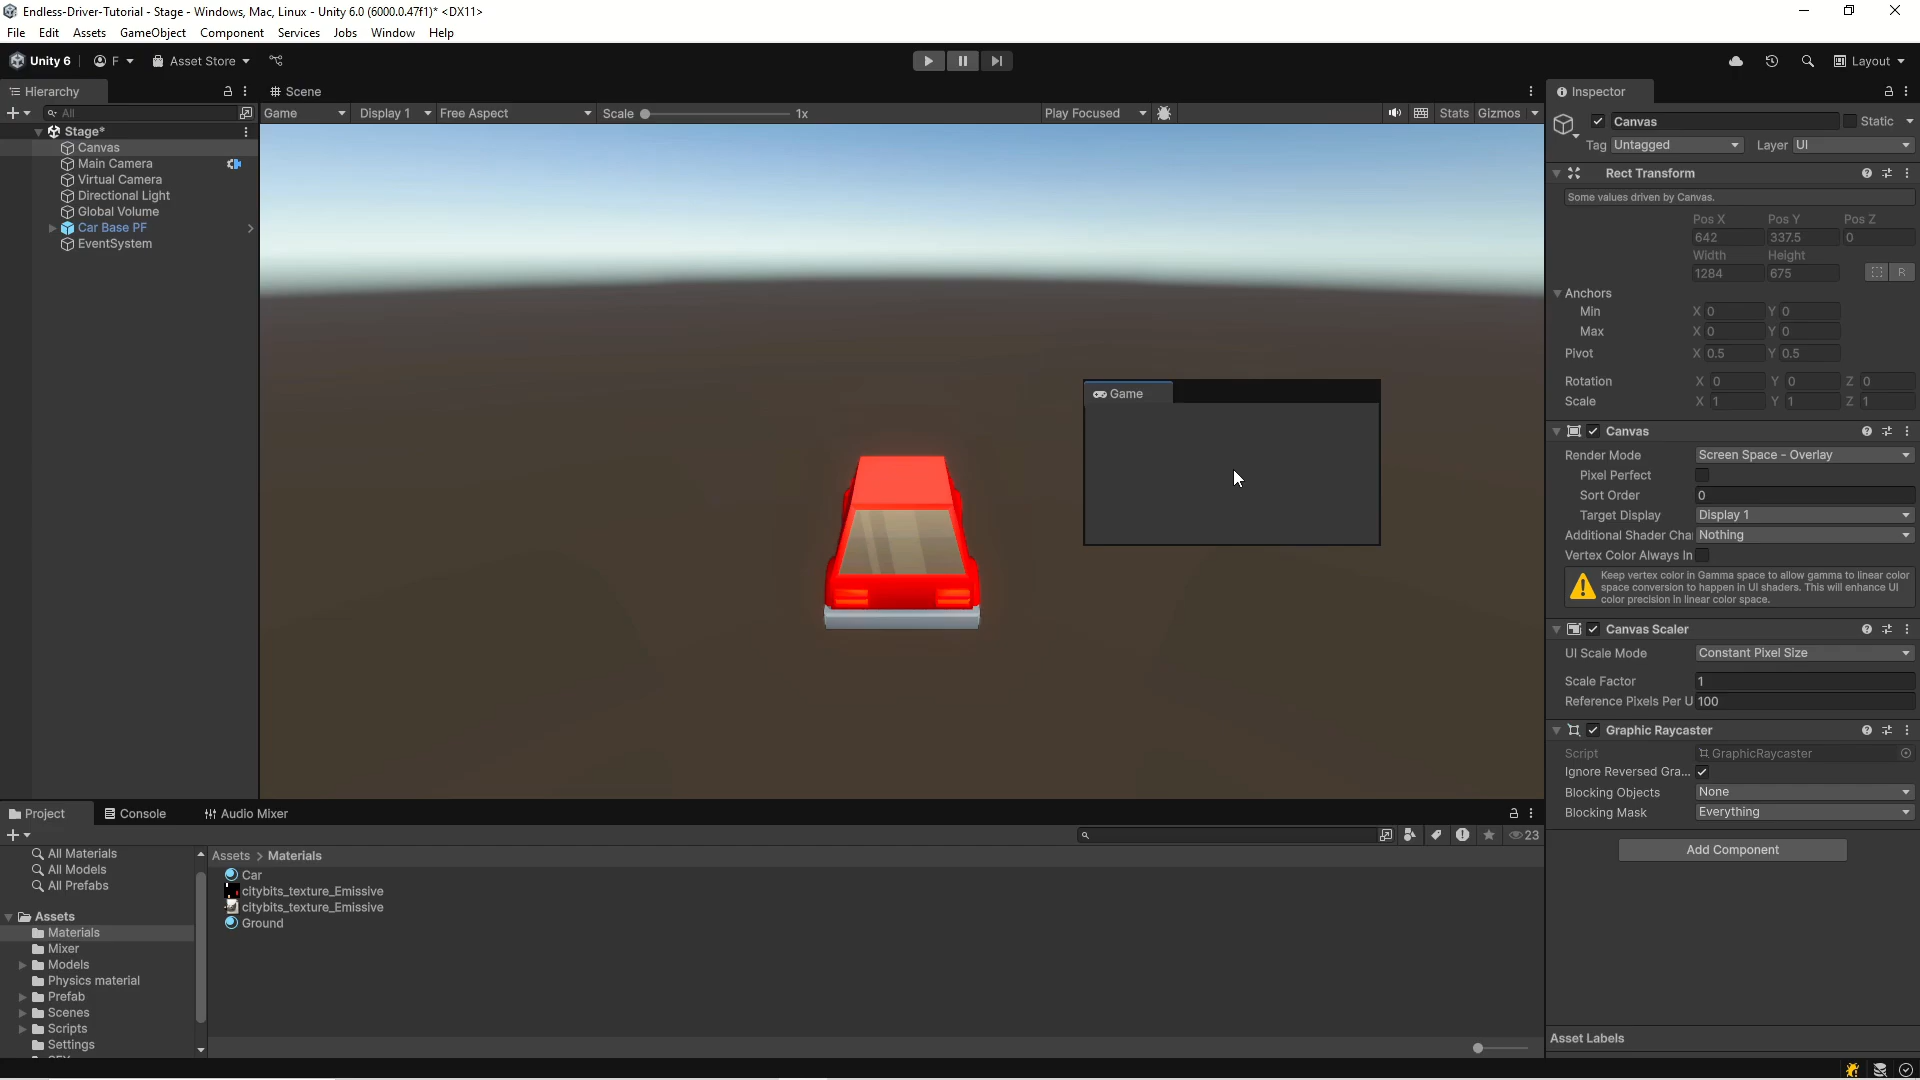 Endless-Driver-Tutorial - Stage - Windows, Mac, Linux - Unity 6.0 (6000.0.47f1)* <DX11>
File Edit Assets GameObject Component Services Jobs Window Help
Unity 6 F Asset Store Layout
Hierarchy
Scene
Inspector
All
Game Display 1 Free Aspect Scale 1x Play Focused Stats Gizmos
Stage*
Canvas
Main Camera
Virtual Camera
Directional Light
Global Volume
Car Base PF
EventSystem
Game
Canvas Static
Tag Untagged Layer UI
Rect Transform
Some values driven by Canvas.
Pos X Pos Y Pos Z
642 337.5 0
Width Height
1284 675 R
Anchors
Min X 0 Y 0
Max X 0 Y 0
Pivot X 0.5 Y 0.5
Rotation X 0 Y 0 Z 0
Scale X 1 Y 1 Z 1
Canvas
Render Mode Screen Space - Overlay
Pixel Perfect
Sort Order 0
Target Display Display 1
Additional Shader Cha Nothing
Vertex Color Always In
Keep vertex color in Gamma space to allow gamma to linear color
space conversion to happen in UI shaders. This will enhance UI
color precision in linear color space.
Canvas Scaler
UI Scale Mode Constant Pixel Size
Scale Factor 1
Reference Pixels Per U 100
Graphic Raycaster
Script GraphicRaycaster
Ignore Reversed Gra...
Blocking Objects None
Blocking Mask Everything
Add Component
Asset Labels
Project Console Audio Mixer
23
All Materials
All Models
All Prefabs
Assets
Materials
Mixer
Models
Physics material
Prefab
Scenes
Scripts
Settings
Assets > Materials
Car
citybits_texture_Emissive
citybits_texture_Emissive
Ground